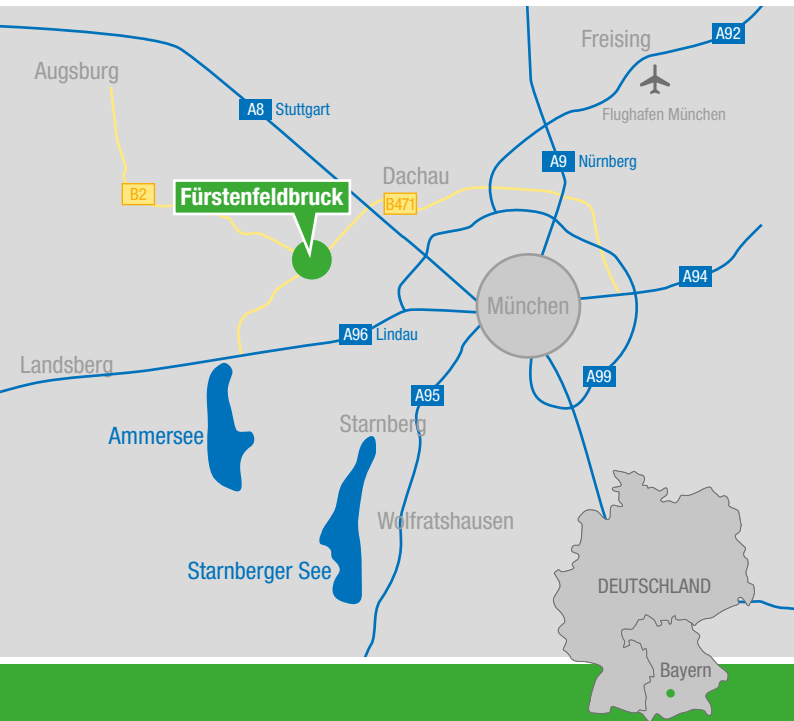 Freising
A92
Augsburg
Flughafen München
A8 Stuttgart
A9 Nürnberg
Dachau
B2
Fürstenfeldbruck
B471
A94
München
A96 Lindau
Landsberg
A99
A95
Starnberg
Ammersee
Wolfratshausen
Starnberger See
DEUTSCHLAND
Bayern